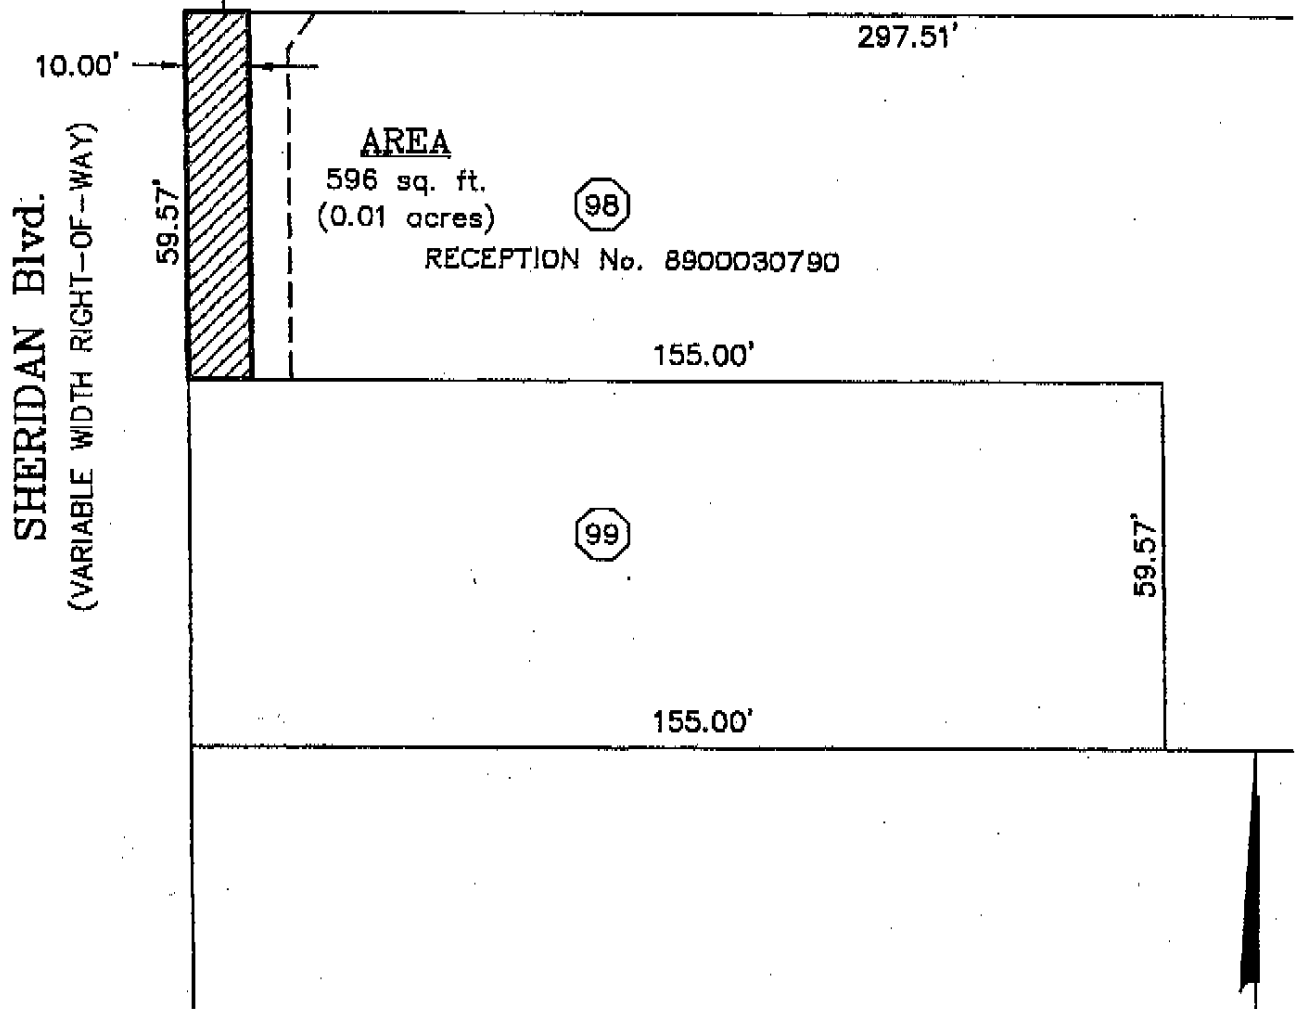 297.51'
10.00'
AREA
596 sq. ft.
(0.01 acres)
98
RECEPTION No. 8900030790
59.57'
SHERIDAN Blvd.
(VARIABLE WIDTH RIGHT-OF-WAY)
155.00'
99
59.57'
155.00'